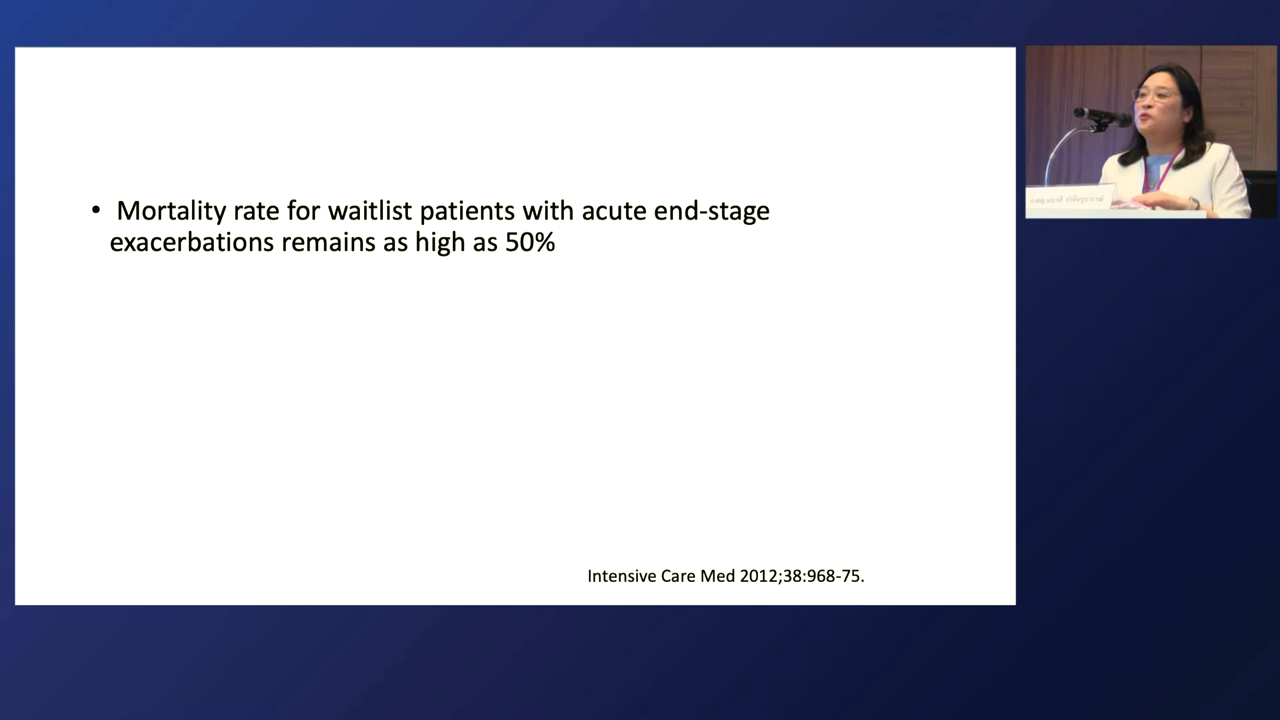 • Mortality rate for waitlist patients with acute end-stage
exacerbations remains as high as 50%
Intensive Care Med 2012;38:968-75.